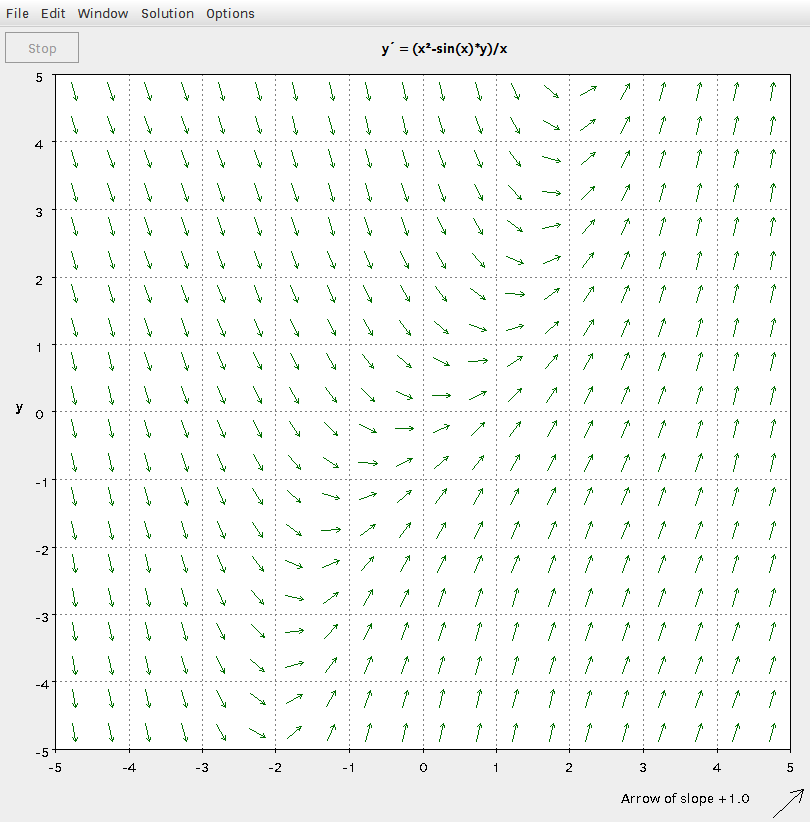 File Edit Window Solution Options
Stop
y´ = (x²-sin(x)*y)/x
5
4
3
2
1
y
0
-1
-2
-3
-4
-5
-5 -4 -3 -2 -1 0 1 2 3 4 5
Arrow of slope +1.0